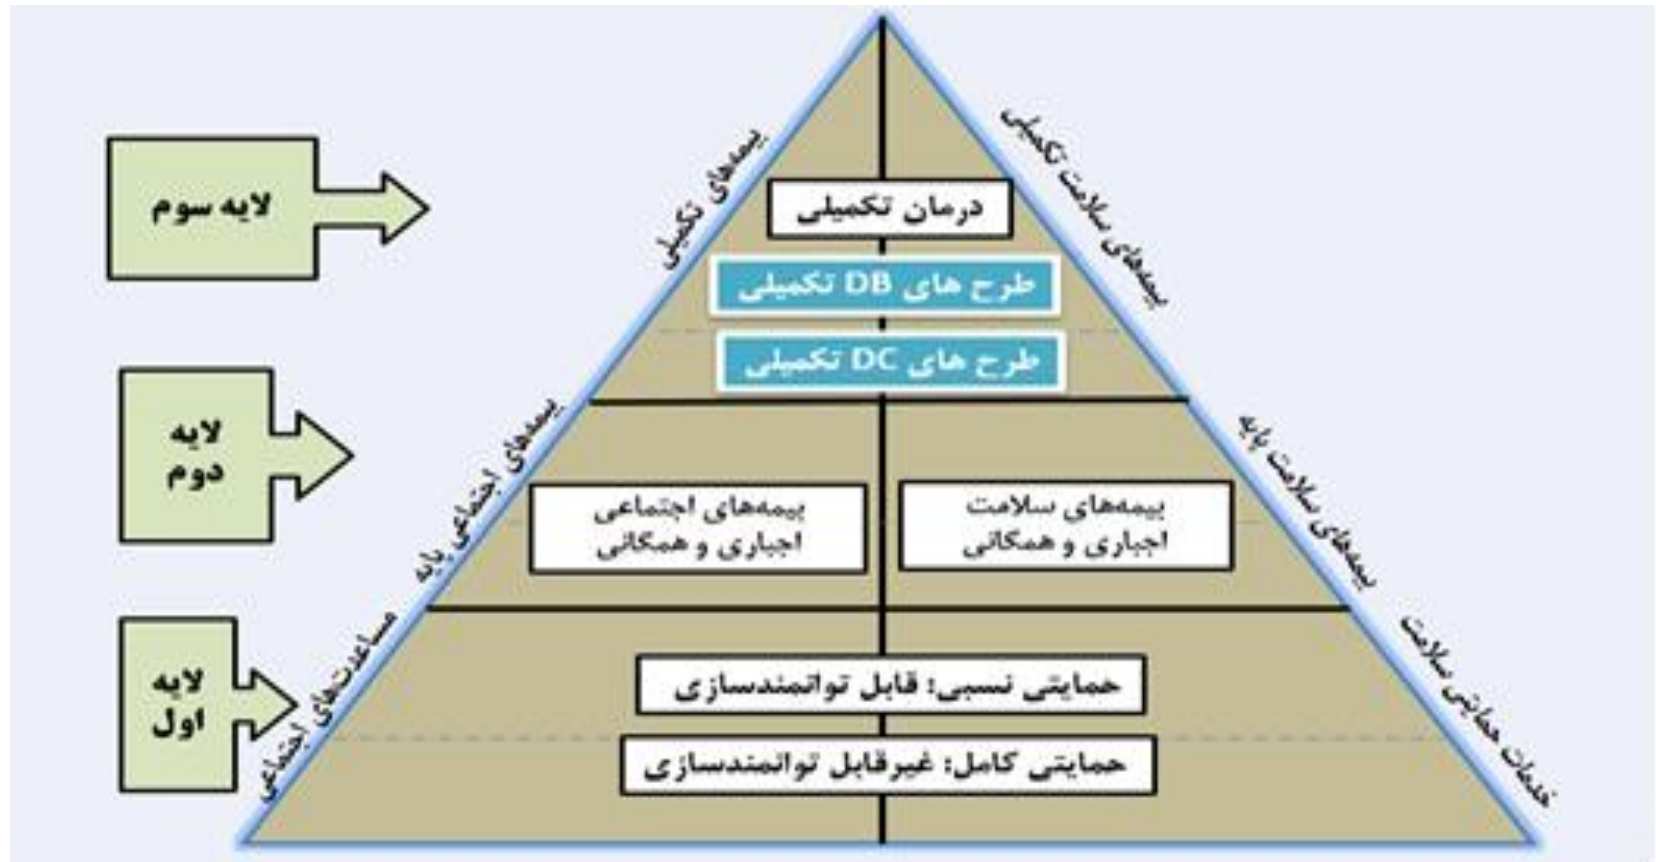 بیمه‌های تکمیلی
بیمه‌های سلامت تکمیلی
لایه سوم
درمان تکمیلی
طرح های DB تکمیلی
طرح های DC تکمیلی
بیمه‌های اجتماعی پایه
بیمه‌های سلامت پایه
لایه
دوم
بیمه‌های سلامت
اجباری و همگانی
بیمه‌های اجتماعی
اجباری و همگانی
مساعدت‌های اجتماعی
خدمات حمایتی سلامت
لایه
اول
حمایتی نسبی: قابل توانمندسازی
حمایتی کامل: غیرقابل توانمندسازی